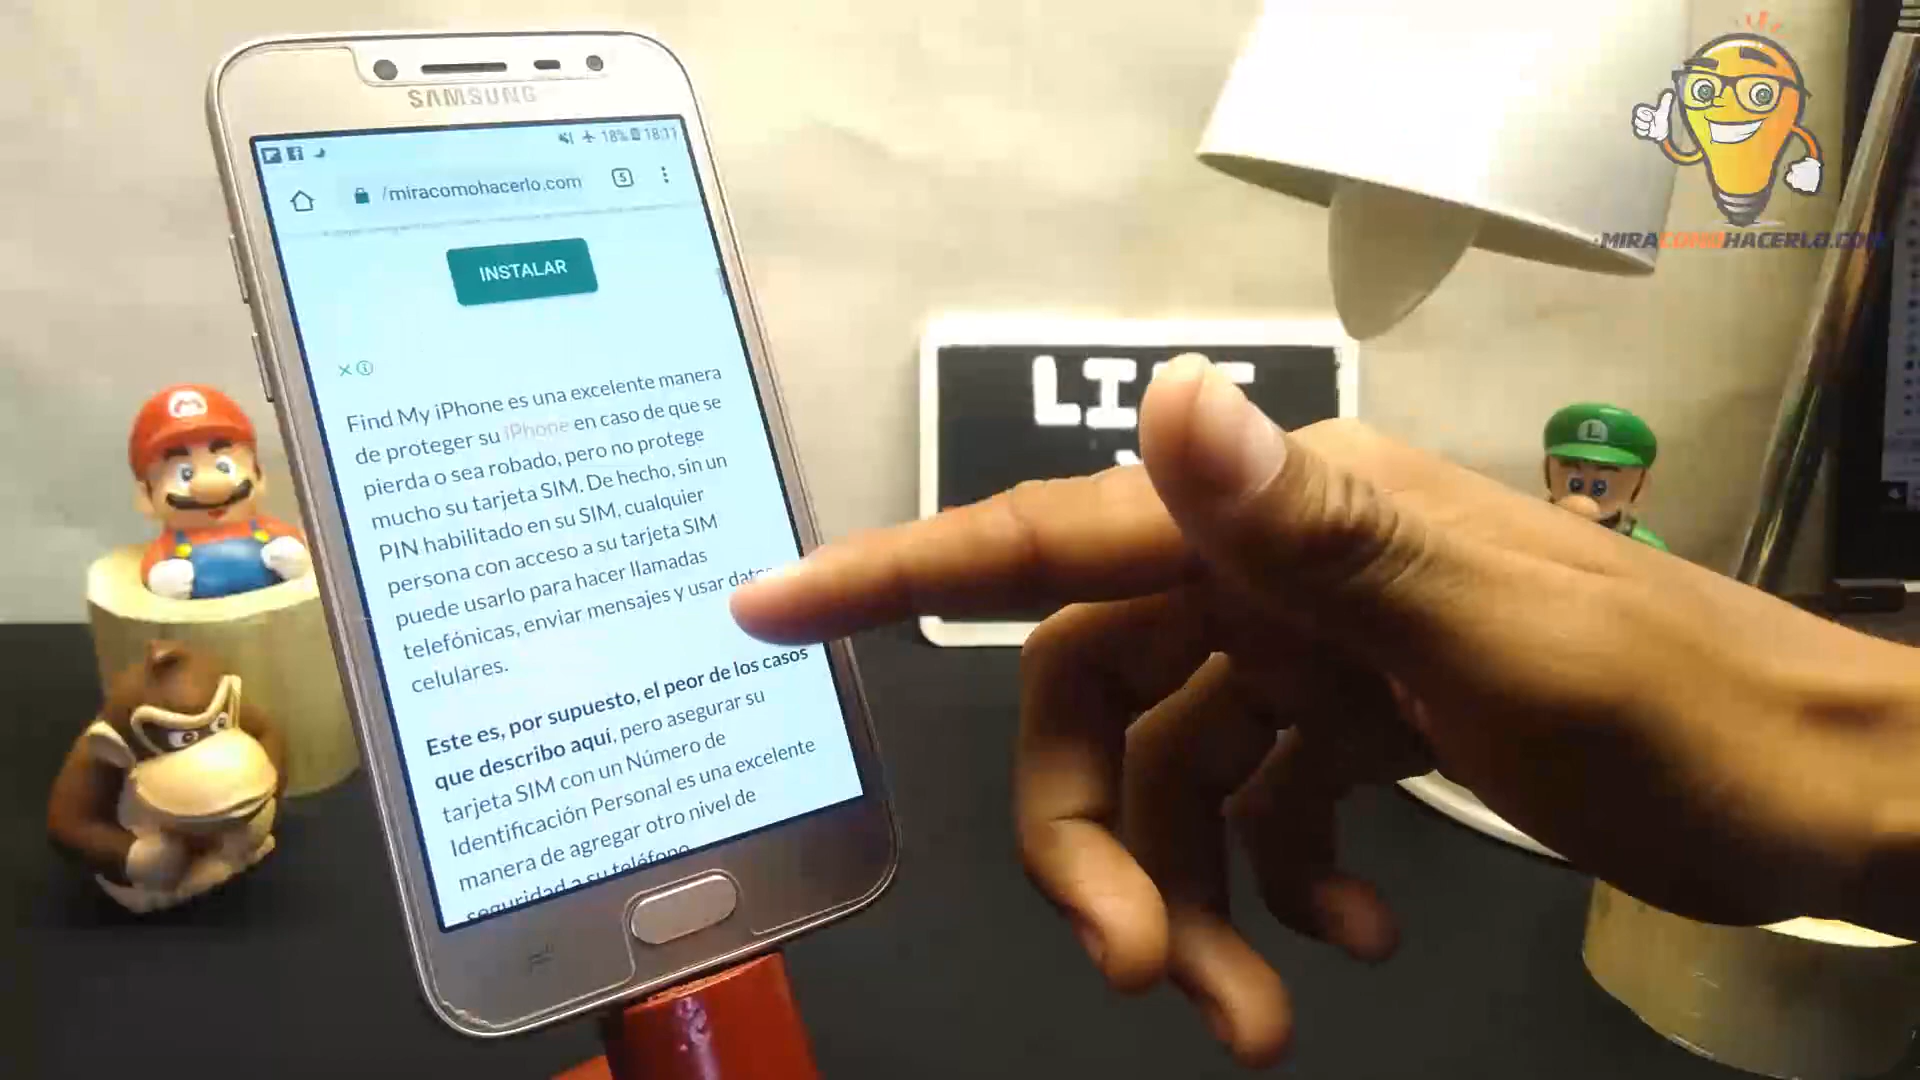 SAMSUNG
18% 18:11
/miracomohacerlo.com
5
INSTALAR
Find My iPhone es una excelente manera
de proteger su iPhone en caso de que se
pierda o sea robado, pero no protege
mucho su tarjeta SIM. De hecho, sin un
PIN habilitado en su SIM, cualquier
persona con acceso a su tarjeta SIM
puede usarlo para hacer llamadas
telefónicas, enviar mensajes y usar datos
celulares.
Este es, por supuesto, el peor de los casos
que describo aquí, pero asegurar su
tarjeta SIM con un Número de
Identificación Personal es una excelente
manera de agregar otro nivel de
seguridad a su teléfono
MIRACOMOHACERLO.COM
M
L